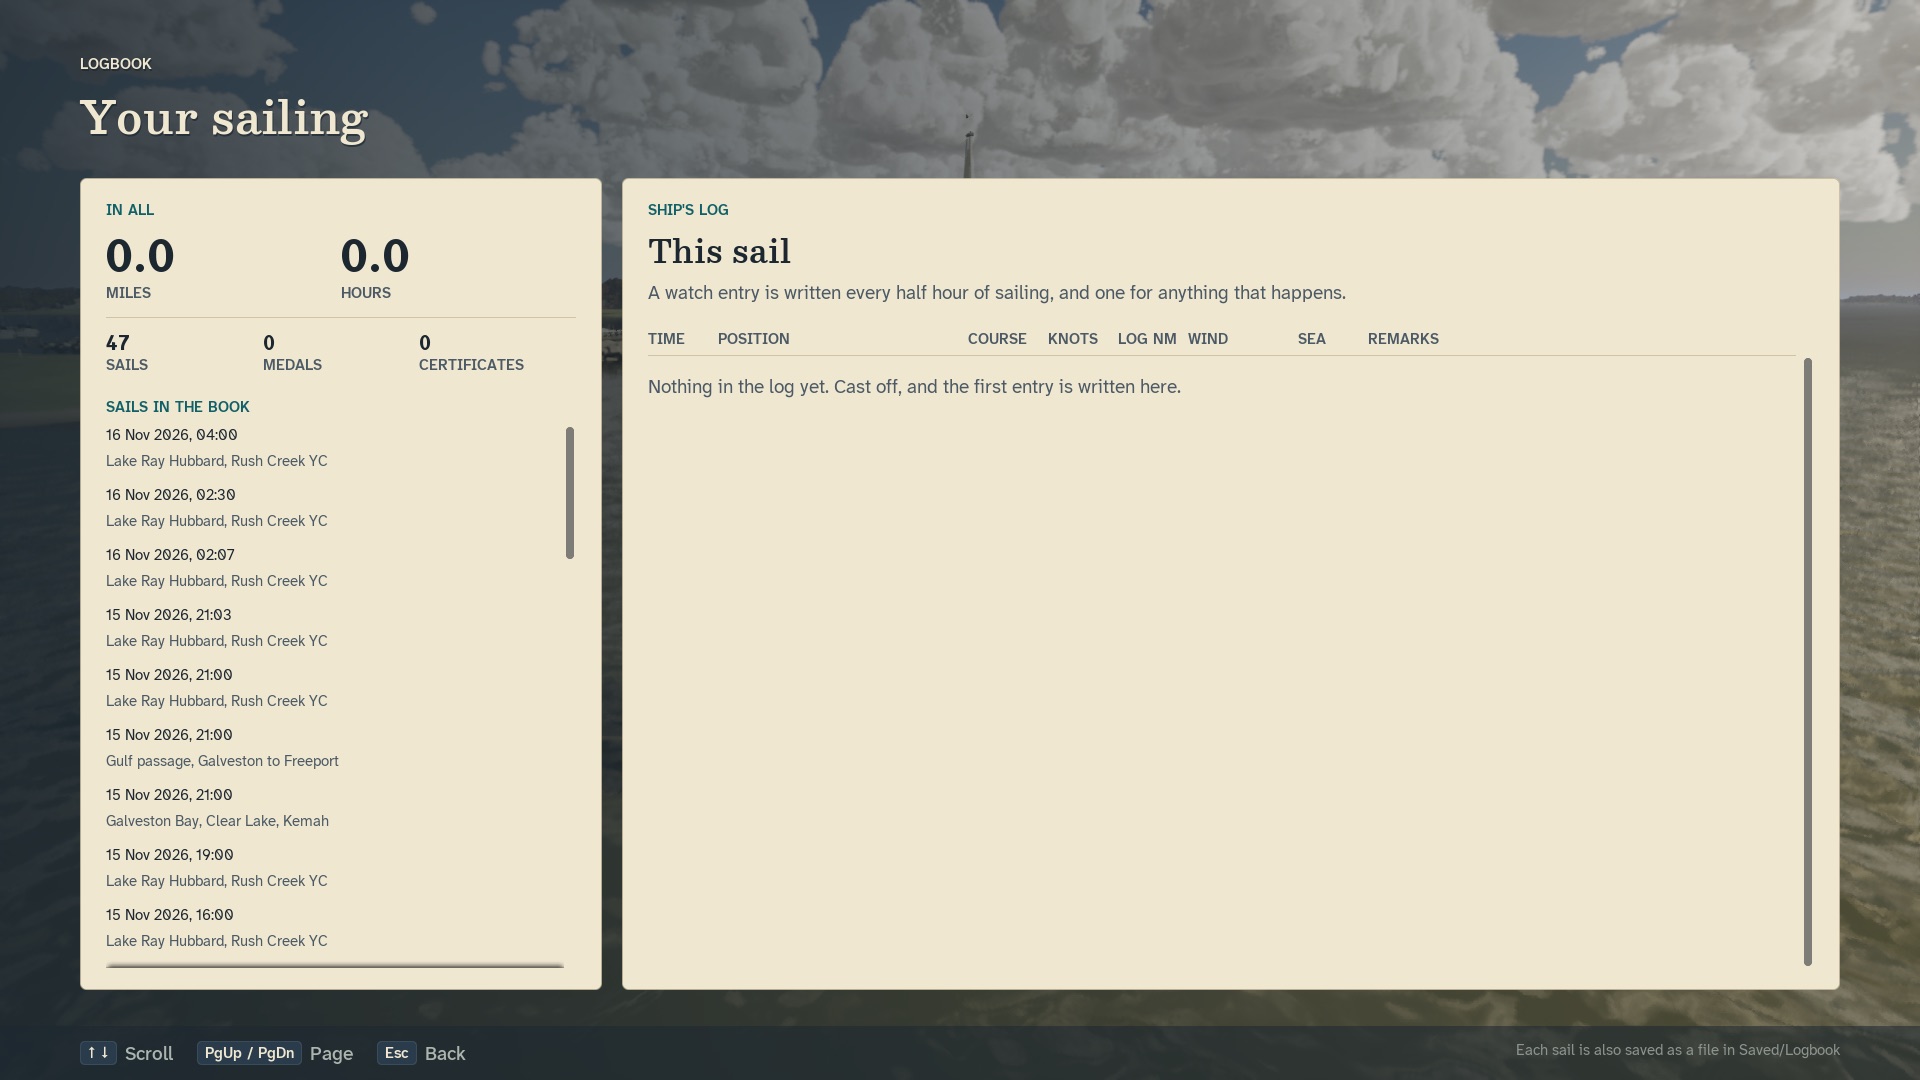 LOGBOOK
Your sailing
IN ALL
0.0
0.0
MILES
HOURS
47
0
0
SAILS
MEDALS
CERTIFICATES
SAILS IN THE BOOK
16 Nov 2026, 04:00
Lake Ray Hubbard, Rush Creek YC
16 Nov 2026, 02:30
Lake Ray Hubbard, Rush Creek YC
16 Nov 2026, 02:07
Lake Ray Hubbard, Rush Creek YC
15 Nov 2026, 21:03
Lake Ray Hubbard, Rush Creek YC
15 Nov 2026, 21:00
Lake Ray Hubbard, Rush Creek YC
15 Nov 2026, 21:00
Gulf passage, Galveston to Freeport
15 Nov 2026, 21:00
Galveston Bay, Clear Lake, Kemah
15 Nov 2026, 19:00
Lake Ray Hubbard, Rush Creek YC
15 Nov 2026, 16:00
Lake Ray Hubbard, Rush Creek YC
SHIP'S LOG
This sail
A watch entry is written every half hour of sailing, and one for anything that happens.
TIME POSITION COURSE KNOTS LOG NM WIND SEA REMARKS
Nothing in the log yet. Cast off, and the first entry is written here.
↑ ↓ Scroll PgUp / PgDn Page Esc Back
Each sail is also saved as a file in Saved/Logbook